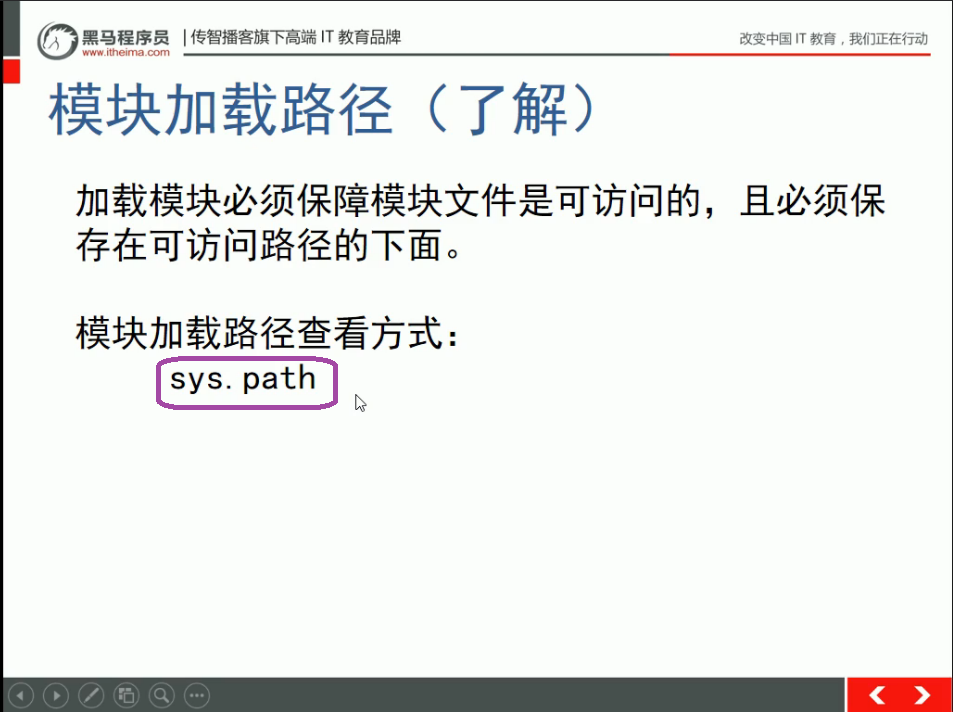 黑马程序员
www.itheima.com
传智播客旗下高端 IT 教育品牌
改变中国 IT 教育，我们正在行动
模块加载路径（了解）
加载模块必须保障模块文件是可访问的，且必须保
存在可访问路径的下面。
模块加载路径查看方式：
sys.path